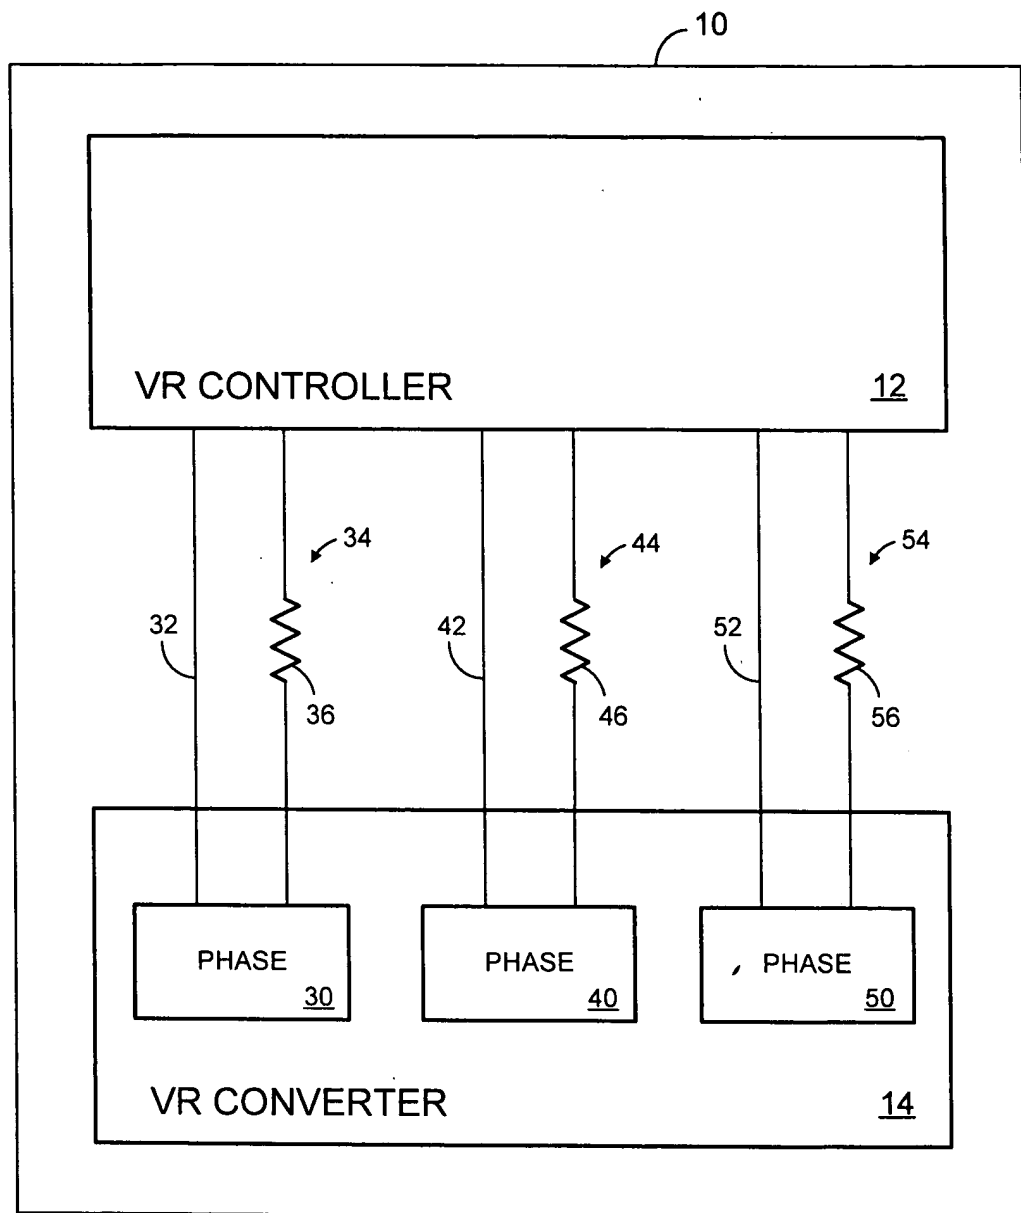 10
VR CONTROLLER 12
34 44 54
32 42 52
36 46 56
PHASE PHASE PHASE
30 40 50
VR CONVERTER 14